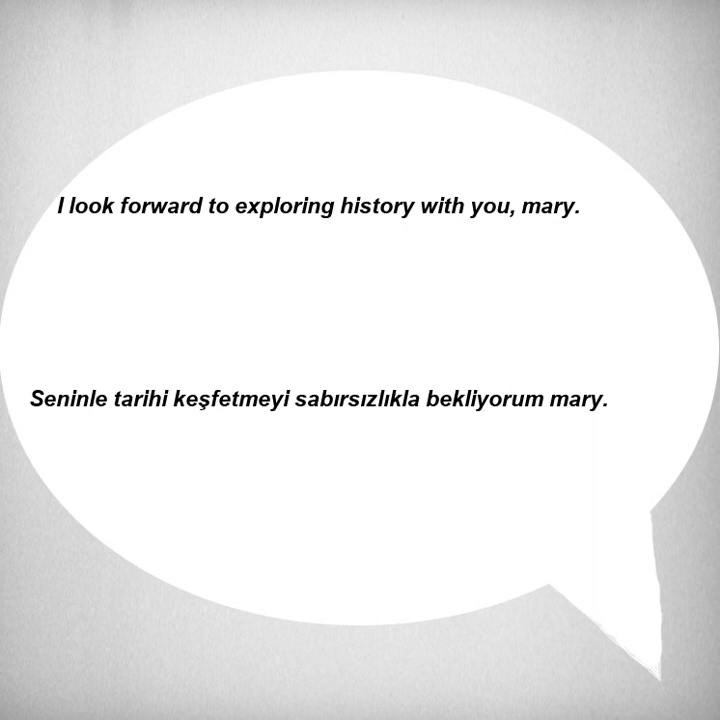 I look forward to exploring history with you, mary.
Seninle tarihi keşfetmeyi sabırsızlıkla bekliyorum mary.